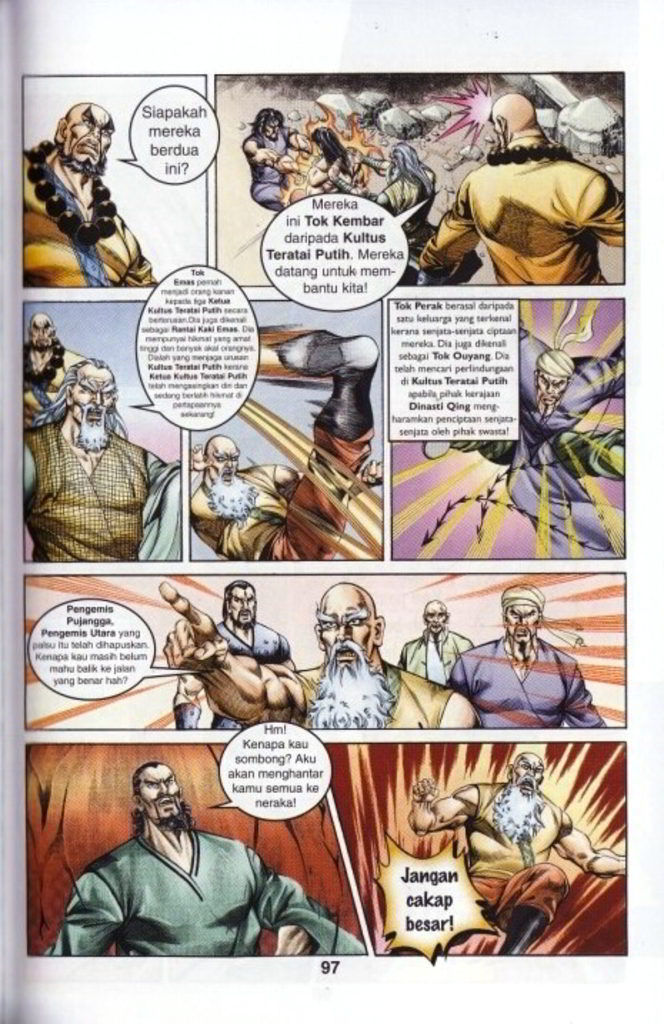 Siapakah
mereka
berdua
ini?
Mereka
ini Tok Kembar
daripada Kultus
Teratai Putih. Mereka
datang untuk mem-
bantu kita!
Tok
Emas pernah
menjadi orang kanan
kepada tiga Ketua
Kultus Teratai Putih secara
berterusan.Dia juga dikenali
sebagai Rantai Kaki Emas. Dia
mempunyai hikmat yang amat
tinggi dan banyak akal orangnya.
Dialah yang menjaga urusan
Kultus Teratai Putih kerana
Ketua Kultus Teratai Putih
telah mengasingkan diri dan
sedang berlatih hikmat di
pertapaannya
sekarang!
Tok Perak berasal daripada
satu keluarga yang terkenal
kerana senjata-senjata ciptaan
mereka. Dia juga dikenali
sebagai Tok Ouyang. Dia
telah mencari perlindungan
di Kultus Teratai Putih
apabila pihak kerajaan
Dinasti Qing meng-
haramkan penciptaan senjata-
senjata oleh pihak swasta!
Pengemis
Pujangga,
Pengemis Utara yang
palsu itu telah dihapuskan.
Kenapa kau masih belum
mahu balik ke jalan
yang benar hah?
Hm!
Kenapa kau
sombong? Aku
akan menghantar
kamu semua ke
neraka!
Jangan
cakap
besar!
97